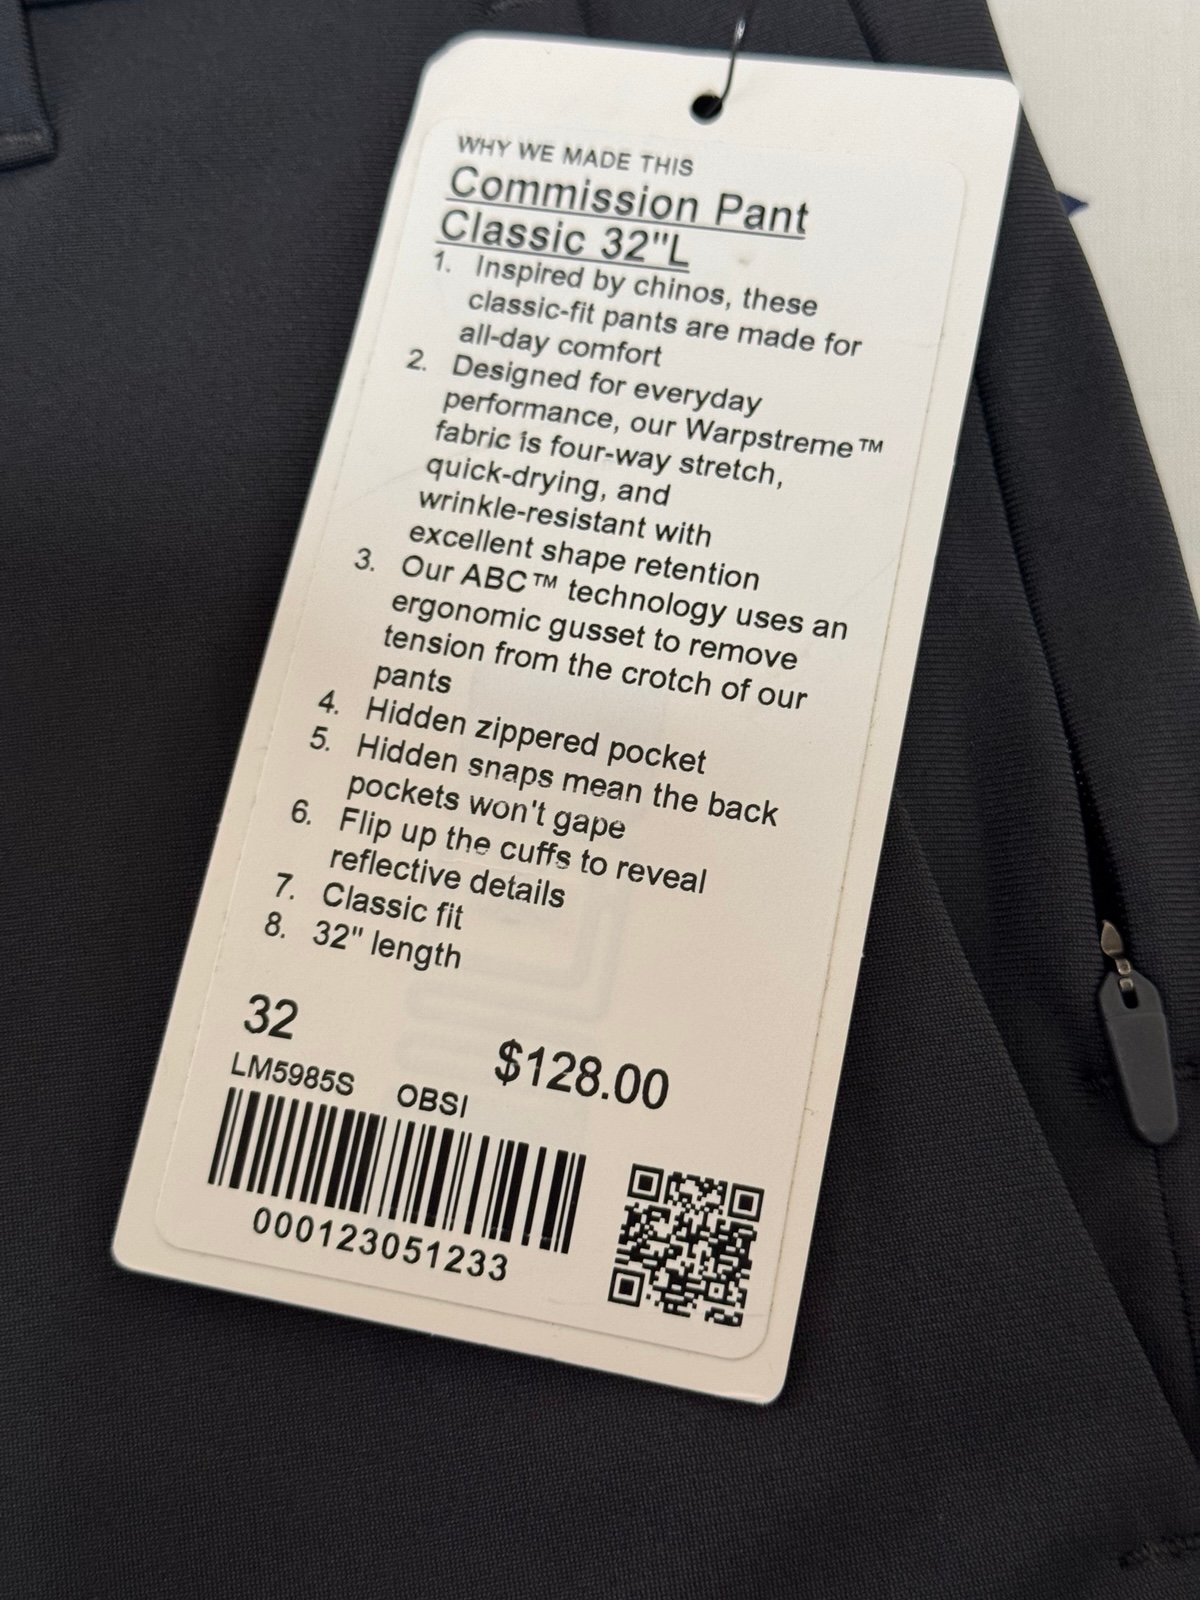 WHY WE MADE THIS
Commission Pant
Classic 32"L
1. Inspired by chinos, these
classic-fit pants are made for
all-day comfort
2. Designed for everyday
performance, our Warpstreme™
fabric is four-way stretch,
quick-drying, and
wrinkle-resistant with
excellent shape retention
3. Our ABC™ technology uses an
ergonomic gusset to remove
tension from the crotch of our
pants
4. Hidden zippered pocket
5. Hidden snaps mean the back
pockets won't gape
6. Flip up the cuffs to reveal
reflective details
7. Classic fit
8. 32" length
32
$128.00
LM5985S OBSI
000123051233